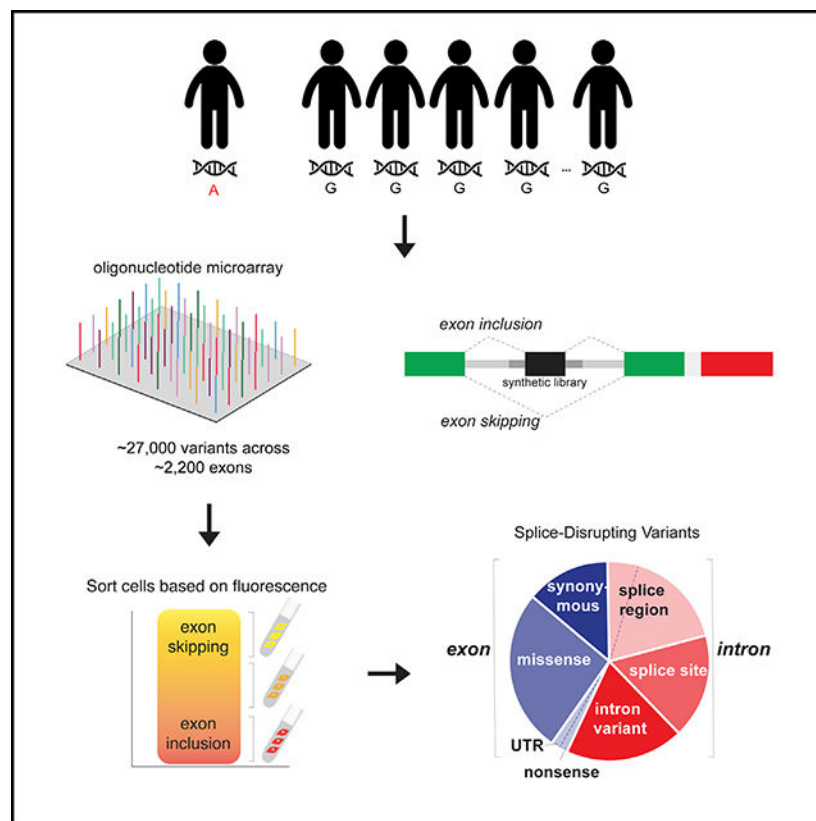 A
G
G
G
G
...
G
oligonucleotide microarray
~27,000 variants across
~2,200 exons
exon inclusion
synthetic library
exon skipping
Sort cells based on fluorescence
exon
skipping
exon
inclusion
Splice-Disrupting Variants
exon
synony-
mous
splice
region
missense
splice site
intron
variant
UTR
nonsense
intron